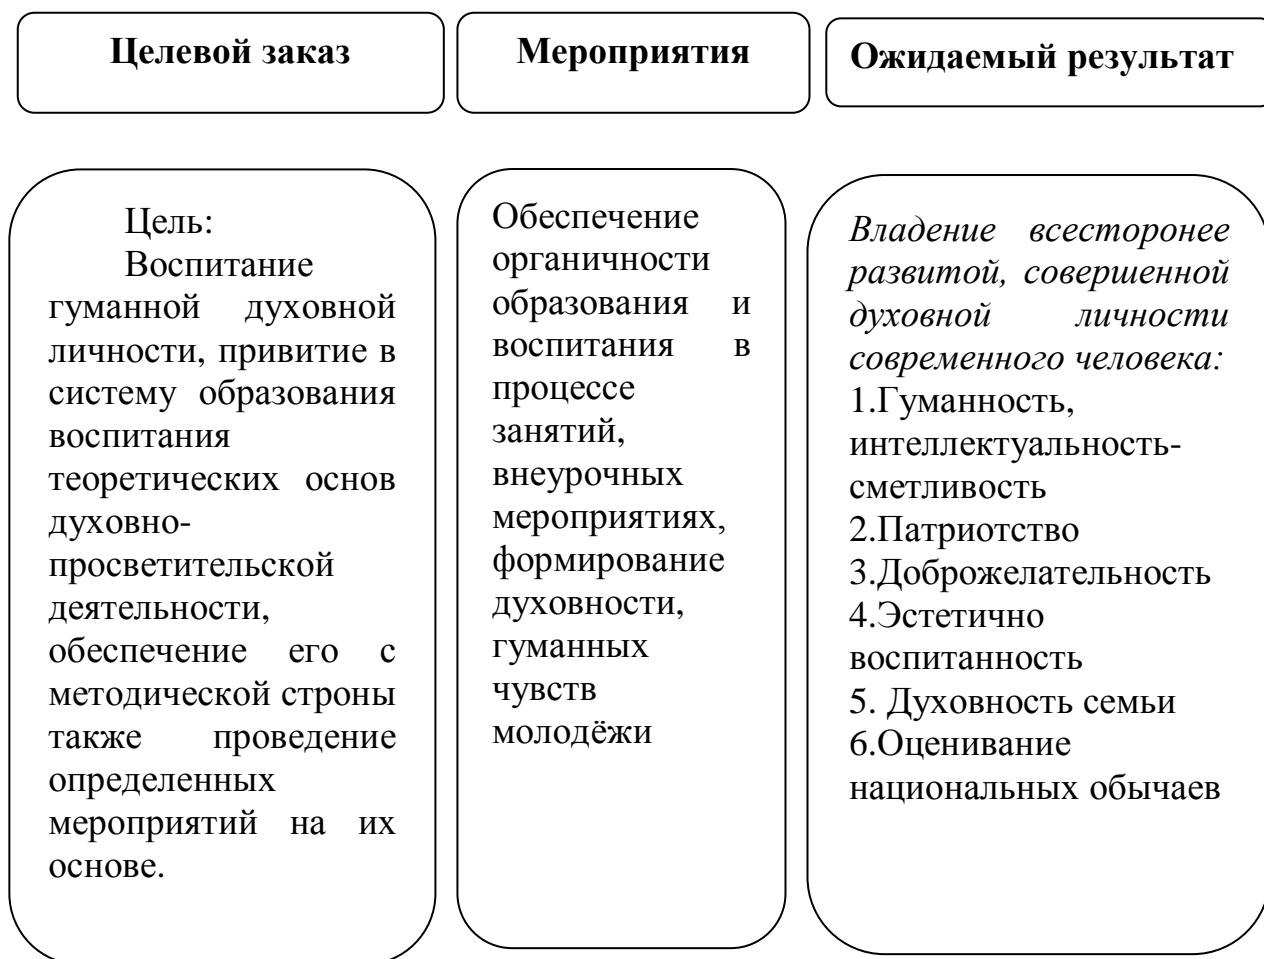 Целевой заказ
Мероприятия
Ожидаемый результат
Цель:
Воспитание
гуманной духовной
личности, привитие в
систему образования
воспитания
теоретических основ
духовно-
просветительской
деятельности,
обеспечение его с
методической строны
также проведение
определенных
мероприятий на их
основе.
Обеспечение
органичности
образования и
воспитания в
процессе
занятий,
внеурочных
мероприятиях,
формирование
духовности,
гуманных
чувств
молодёжи
Владение всесторонее
развитой, совершенной
духовной личности
современного человека:
1.Гуманность,
интеллектуальность-
сметливость
2.Патриотство
3.Доброжелательность
4.Эстетично
воспитанность
5. Духовность семьи
6.Оценивание
национальных обычаев